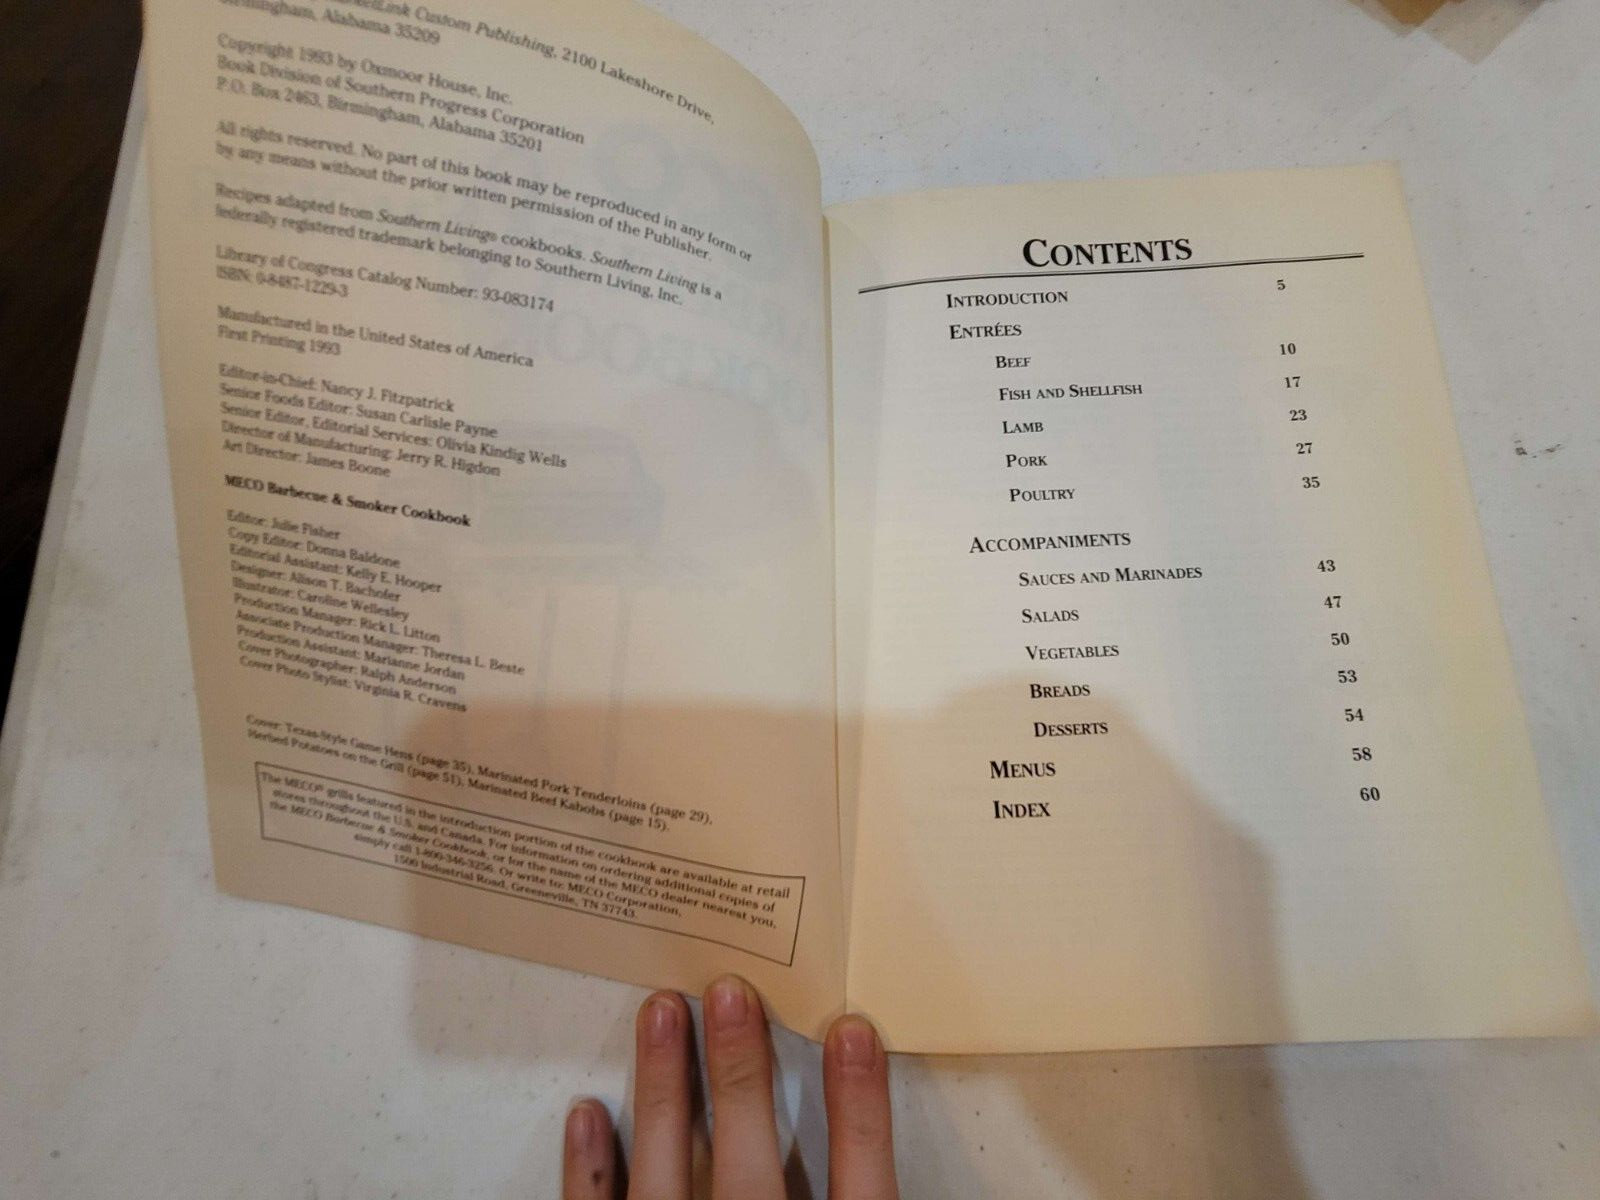 Link Custom Publishing, 2100 Lakeshore Drive,
Birmingham, Alabama 35209
Copyright 1993 by Oxmoor House, Inc.
Book Division of Southern Progress Corporation
P.O. Box 2463, Birmingham, Alabama 35201
All rights reserved. No part of this book may be reproduced in any form or
by any means without the prior written permission of the Publisher.
Recipes adapted from Southern Living® cookbooks. Southern Living is a
federally registered trademark belonging to Southern Living, Inc.
Library of Congress Catalog Number: 93-083174
ISBN: 0-8487-1229-3
Manufactured in the United States of America
First Printing 1993
Editor-in-Chief: Nancy J. Fitzpatrick
Senior Foods Editor: Susan Carlisle Payne
Senior Editor, Editorial Services: Olivia Kindig Wells
Director of Manufacturing: Jerry R. Higdon
Art Director: James Boone
MECO Barbecue & Smoker Cookbook
Editor: Julie Fisher
Copy Editor: Donna Baldone
Editorial Assistant: Kelly E. Hooper
Designer: Alison T. Bachofer
Illustrator: Caroline Wellesley
Production Manager: Rick L. Litton
Associate Production Manager: Theresa L. Beste
Production Assistant: Marianne Jordan
Cover Photographer: Ralph Anderson
Cover Photo Stylist: Virginia R. Cravens
Cover: Texas-Style Game Hens (page 35), Marinated Pork Tenderloins (page 29),
Herbed Potatoes on the Grill (page 51), Marinated Beef Kabobs (page 15).
The MECO® grills featured in the introduction portion of the cookbook are available at retail
stores throughout the U.S. and Canada. For information on ordering additional copies of
the MECO Barbecue & Smoker Cookbook, or for the name of the MECO dealer nearest you,
simply call 1-800-346-3256. Or write to: MECO Corporation,
1500 Industrial Road, Greeneville, TN 37743.
CONTENTS
INTRODUCTION 5
ENTRÉES
BEEF 10
FISH AND SHELLFISH 17
LAMB 23
PORK 27
POULTRY 35
ACCOMPANIMENTS
SAUCES AND MARINADES 43
SALADS 47
VEGETABLES 50
BREADS 53
DESSERTS 54
MENUS 58
INDEX 60